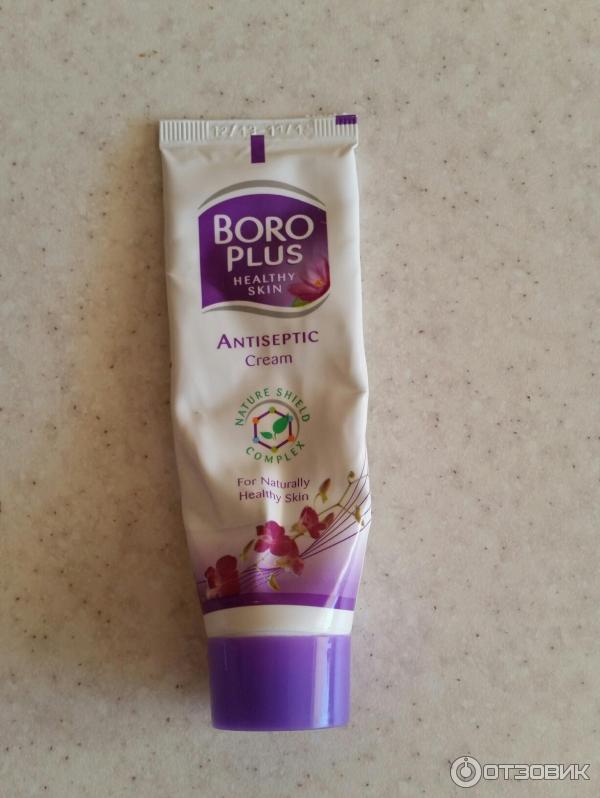 BORO
PLUS
HEALTHY
SKIN
ANTISEPTIC
Cream
NATURE SHIELD
COMPLEX
For Naturally
Healthy Skin
ОТЗОВИК